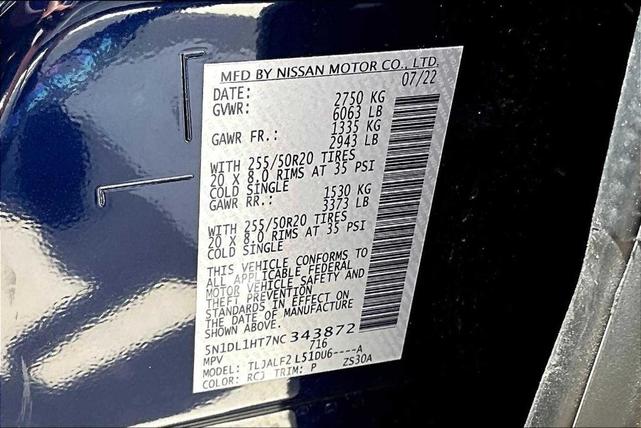 MFD BY NISSAN MOTOR CO., LTD.
DATE: 07/22
GVWR: 2750 KG
6063 LB
GAWR FR.: 1335 KG
2943 LB
WITH 255/50R20 TIRES
20 X 8.0 RIMS AT 35 PSI
COLD SINGLE
GAWR RR.: 1530 KG
3373 LB
WITH 255/50R20 TIRES
20 X 8.0 RIMS AT 35 PSI
COLD SINGLE
THIS VEHICLE CONFORMS TO
ALL APPLICABLE FEDERAL
MOTOR VEHICLE SAFETY AND
THEFT PREVENTION
STANDARDS IN EFFECT ON
THE DATE OF MANUFACTURE
SHOWN ABOVE.
5N1DL1HT7NC 343872
MPV 716
MODEL: TLJALF2 L51DU6----A
COLOR: RCJ TRIM: P ZS30A